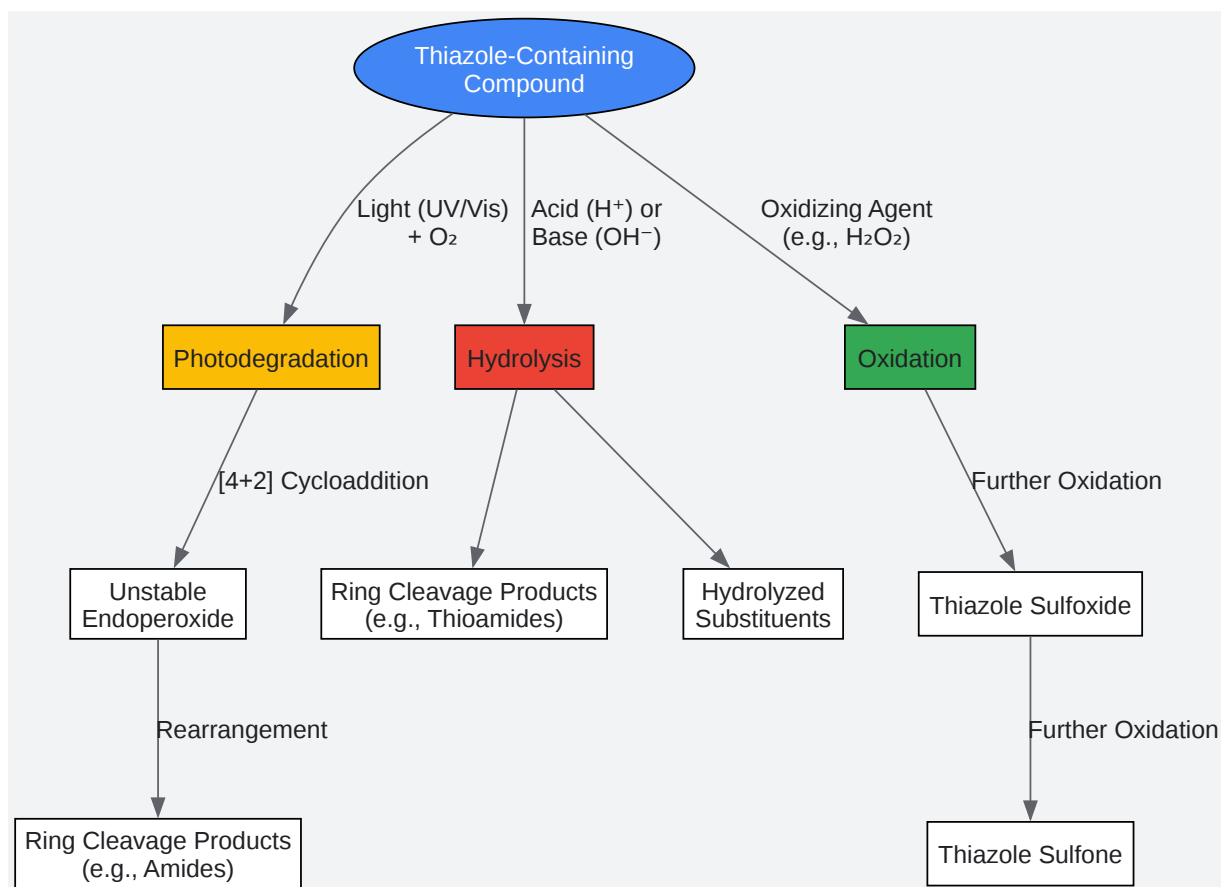 Thiazole-Containing
Compound
Light (UV/Vis)
+ O₂
Acid (H⁺) or
Base (OH⁻)
Oxidizing Agent
(e.g., H₂O₂)
Photodegradation
Hydrolysis
Oxidation
[4+2] Cycloaddition
Further Oxidation
Unstable
Endoperoxide
Ring Cleavage Products
(e.g., Thioamides)
Hydrolyzed
Substituents
Thiazole Sulfoxide
Rearrangement
Further Oxidation
Ring Cleavage Products
(e.g., Amides)
Thiazole Sulfone